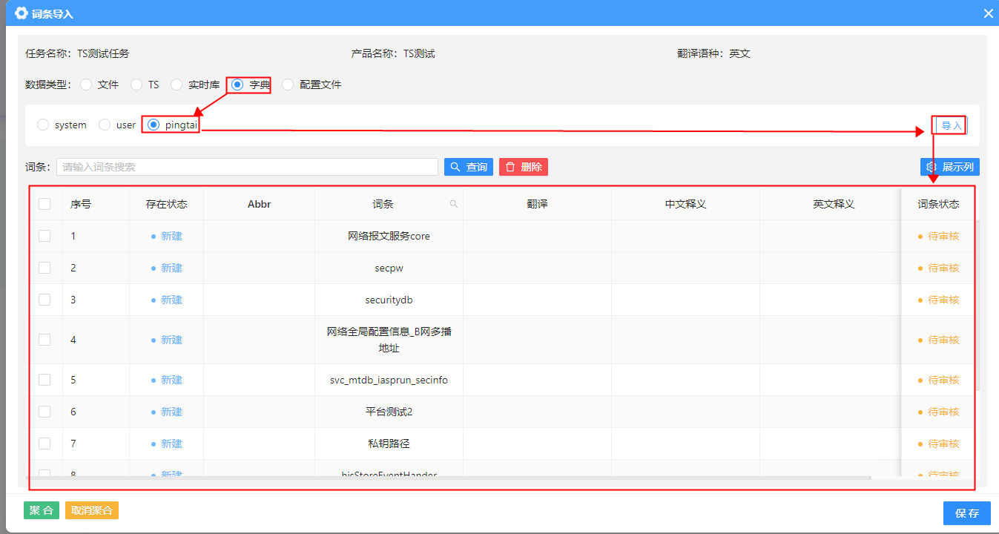 词条导入
任务名称: TS测试任务 产品名称: TS测试 翻译语种: 英文
数据类型: 文件 TS 实时库 字典 配置文件
system user pingtai 导入
词条: 请输入词条搜索 查询 删除 展示列
序号 存在状态 Abbr 词条 翻译 中文释义 英文释义 词条状态
1 新建 网络报文服务core 待审核
2 新建 secpw 待审核
3 新建 securitydb 待审核
4 新建 网络全局配置信息_B网多播 待审核
地址
5 新建 svc_mtdb_iasprun_secinfo 待审核
6 新建 平台测试2 待审核
7 新建 私钥路径 待审核
8 新建 hisStoreEventHander 待审核
聚合 取消聚合 保存